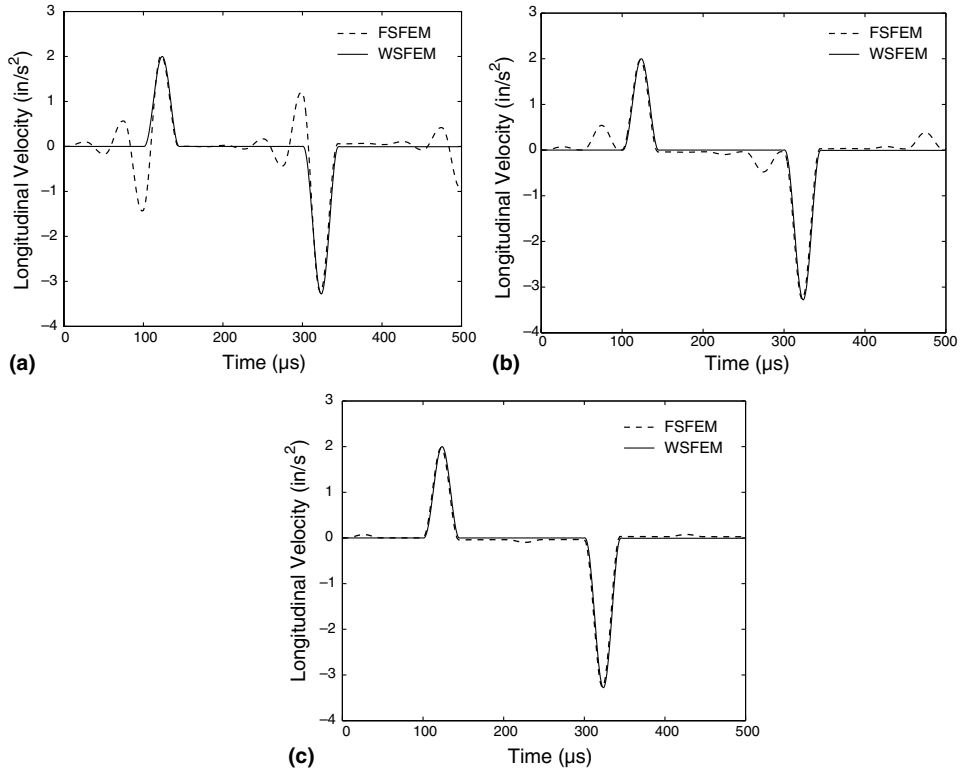 3
2
1
0
−1
−2
−3
−4
Longitudinal Velocity (in/s²)
FSFEM
WSFEM
0 100 200 300 400 500
Time (µs)
(a)
3
2
1
0
−1
−2
−3
−4
Longitudinal Velocity (in/s²)
FSFEM
WSFEM
0 100 200 300 400 500
Time (µs)
(b)
3
2
1
0
−1
−2
−3
−4
Longitudinal Velocity (in/s²)
FSFEM
WSFEM
0 100 200 300 400 500
Time (µs)
(c)